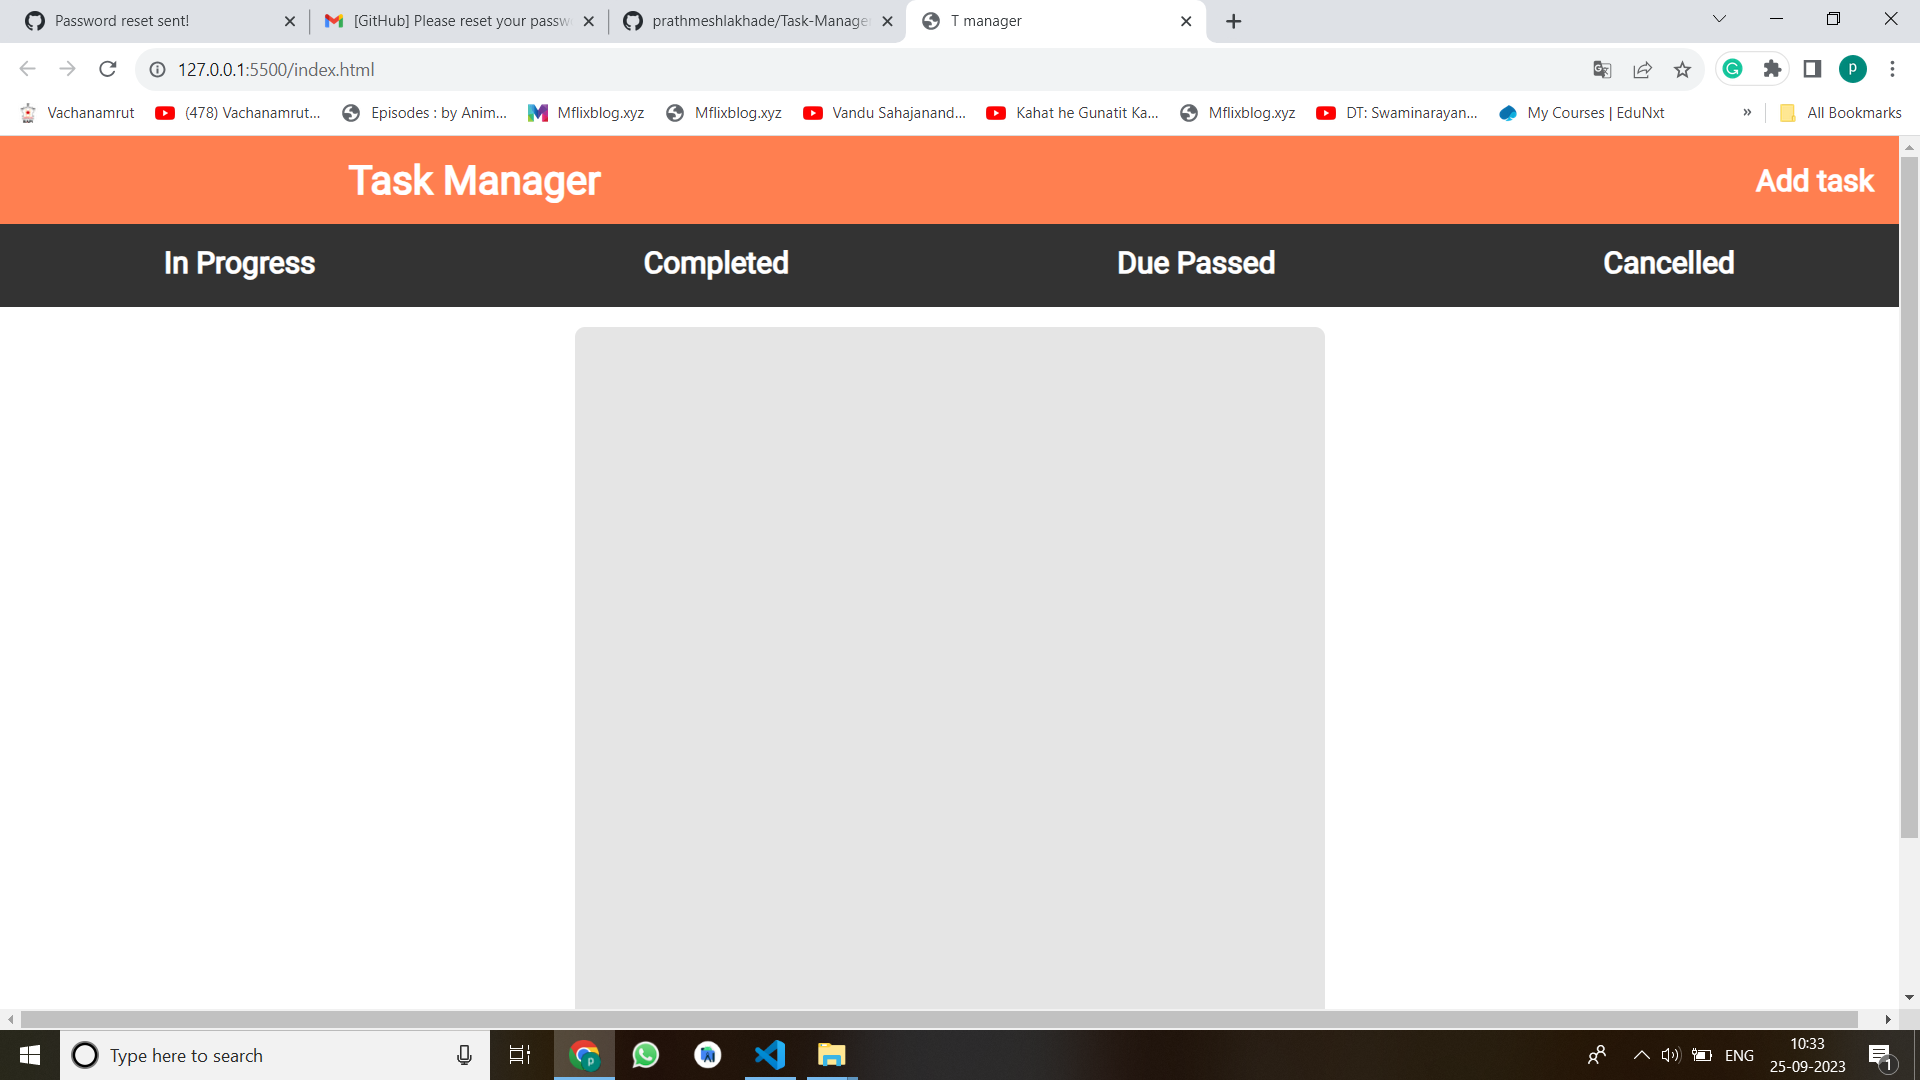 Password reset sent!
[GitHub] Please reset your passw
prathmeshlakhade/Task-Manage
T manager
127.0.0.1:5500/index.html
P
Vachanamrut
(478) Vachanamrut...
Episodes : by Anim...
Mflixblog.xyz
Mflixblog.xyz
Vandu Sahajanand...
Kahat he Gunatit Ka...
Mflixblog.xyz
DT: Swaminarayan...
My Courses | EduNxt
»
All Bookmarks
Task Manager
Add task
In Progress
Completed
Due Passed
Cancelled
Type here to search
ENG
10:33
25-09-2023
1